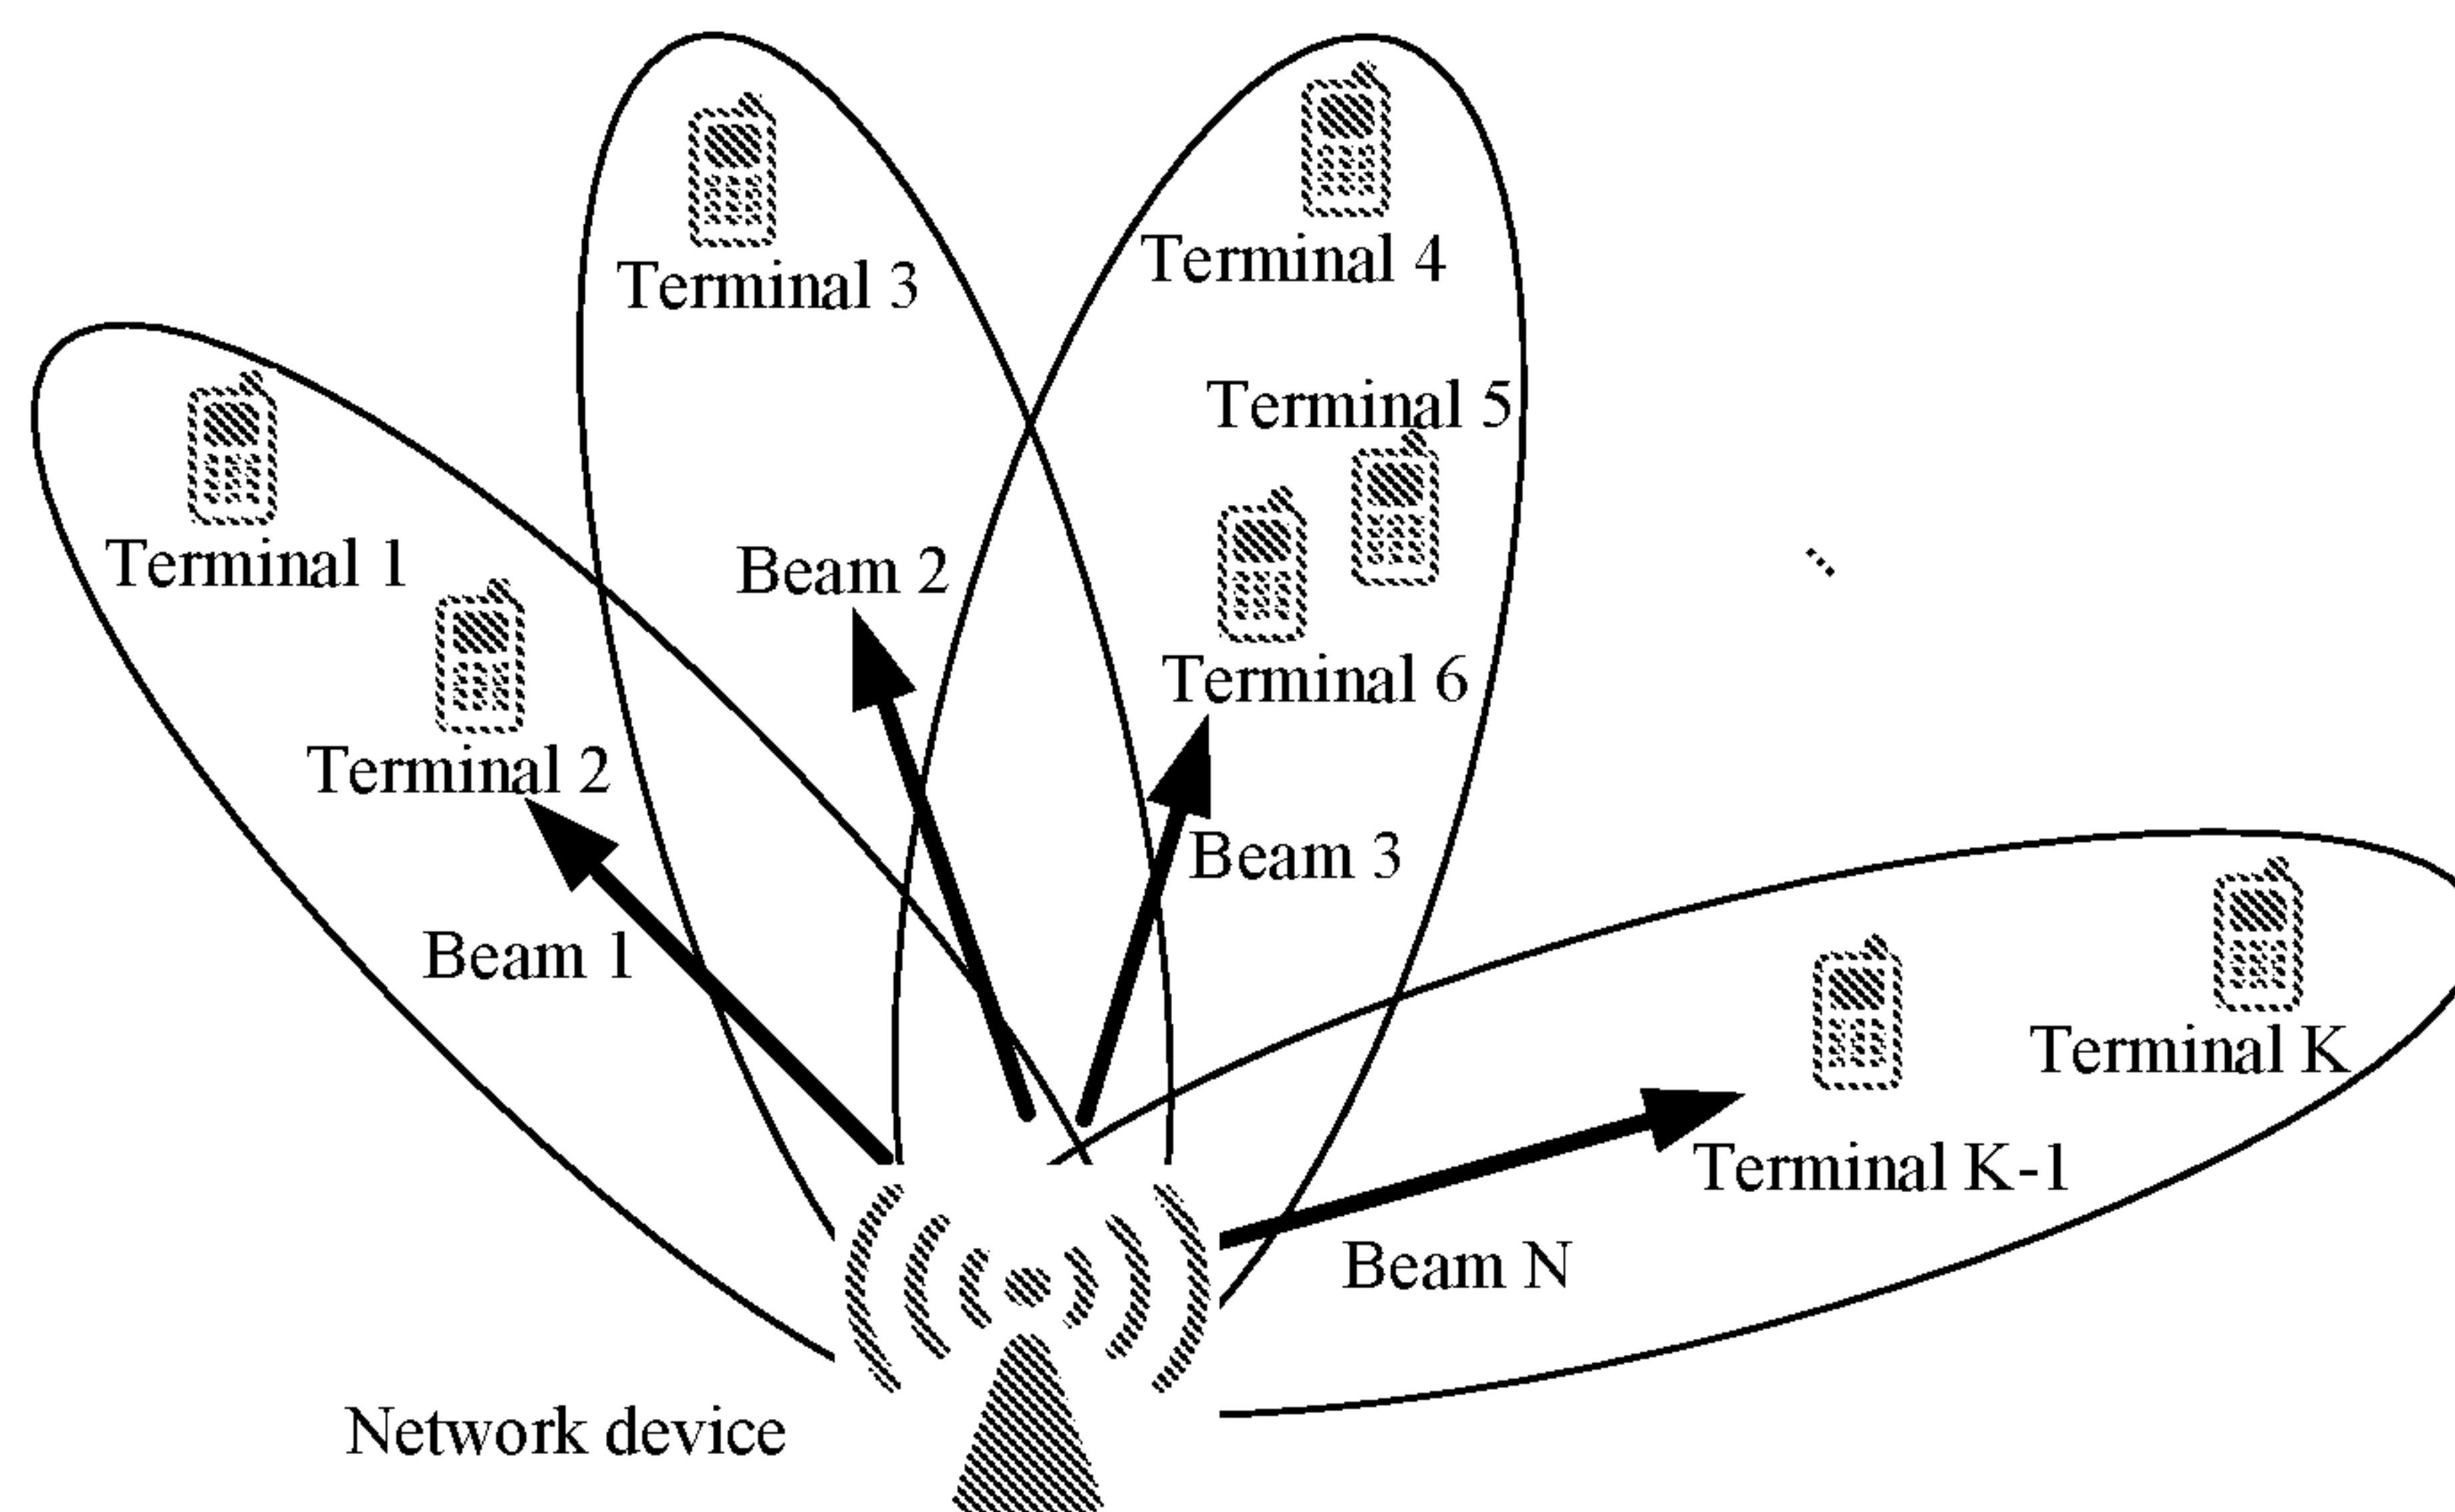 Terminal 3
Terminal 4
Terminal 5
Terminal 1
Beam 2
Terminal 6
Terminal 2
Beam 3
Beam 1
Terminal K
Terminal K-1
Beam N
Network device